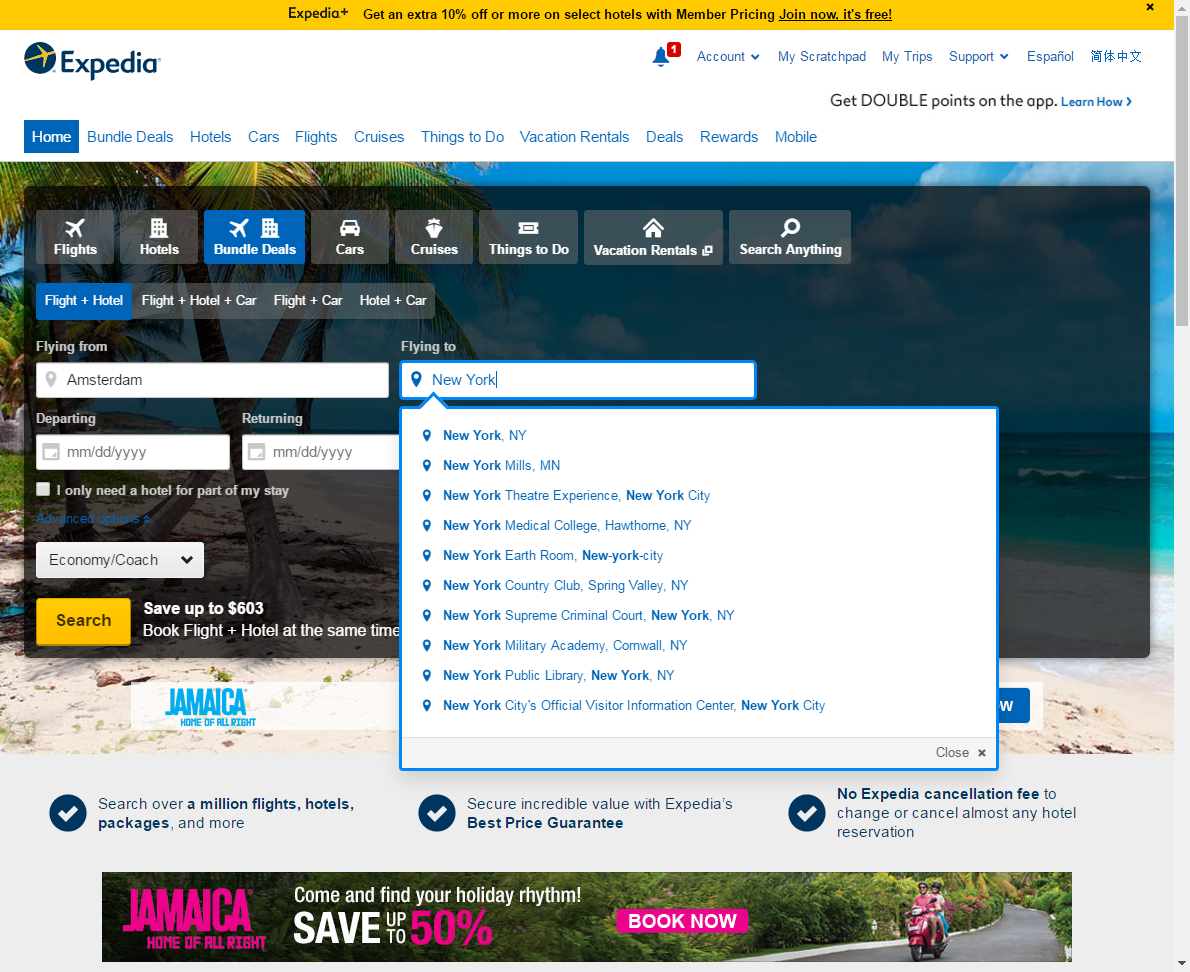 Expedia+ Get an extra 10% off or more on select hotels with Member Pricing Join now, it's free!
Expedia
1 Account My Scratchpad My Trips Support Español 简体中文
Get DOUBLE points on the app. Learn How
Home Bundle Deals Hotels Cars Flights Cruises Things to Do Vacation Rentals Deals Rewards Mobile
Flights Hotels Bundle Deals Cars Cruises Things to Do Vacation Rentals Search Anything
Flight + Hotel Flight + Hotel + Car Flight + Car Hotel + Car
Flying from Flying to
Amsterdam New York
Departing Returning
mm/dd/yyyy mm/dd/yyyy
I only need a hotel for part of my stay
Advanced options
Economy/Coach
Search
Save up to $603
Book Flight + Hotel at the same time
New York, NY
New York Mills, MN
New York Theatre Experience, New York City
New York Medical College, Hawthorne, NY
New York Earth Room, New-york-city
New York Country Club, Spring Valley, NY
New York Supreme Criminal Court, New York, NY
New York Military Academy, Cornwall, NY
New York Public Library, New York, NY
New York City's Official Visitor Information Center, New York City
Close
JAMAICA
HOME OF ALL RIGHT
Search over a million flights, hotels,
packages, and more
Secure incredible value with Expedia’s
Best Price Guarantee
No Expedia cancellation fee to
change or cancel almost any hotel
reservation
JAMAICA
HOME OF ALL RIGHT
Come and find your holiday rhythm!
SAVE UP TO 50%
BOOK NOW